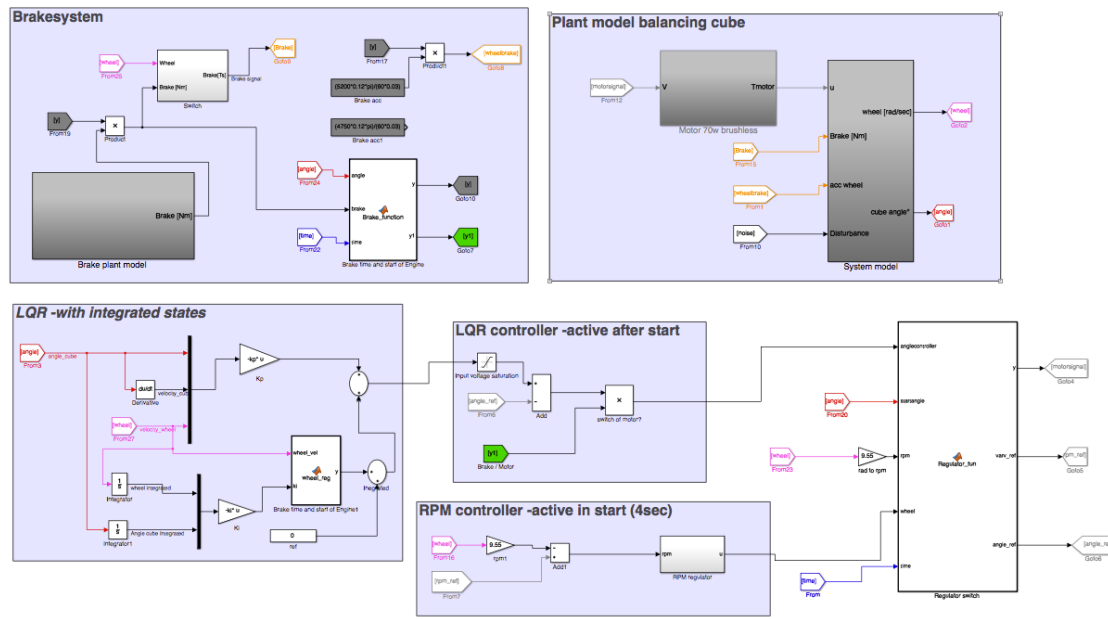 Brakesystem
[wheel]
From26
Wheel
Brake [Nm]
Brake[Ts]
Switch
Brake signal
[Brake]
Goto9
[y]
From17
×
Product1
[wheelbrake]
Goto8
(5200*0.12*pi)/(60*0.03)
Brake acc
(4750*0.12*pi)/(60*0.03)
Brake acc1
[y]
From19
×
Product
Brake [Nm]
Brake plant model
[angle]
From24
[time]
From22
angle
brake
time
Brake_function
y
y1
Brake time and start of Engine
[y]
Goto10
[y1]
Goto7
Plant model balancing cube
[motorsignal]
From12
V
Tmotor
Motor 70w brushless
[Brake]
From15
[wheelbrake]
From1
[noise]
From10
u
Brake [Nm]
acc wheel
Disturbance
wheel [rad/sec]
cube angle*
System model
[wheel]
Goto2
[angle]
Goto1
LQR -with integrated states
[angle]
From3
angle_cube
du/dt
Derivative
velocity_cub
[wheel]
From27
velocity_wheel
-kp* u
Kp
1
s
Integrator
wheel integrased
1
s
Integrator1
Angle cube Integrased
-ki* u
Ki
wheel_vel
ki
wheel_reg
y
Brake time and start of Engine1
Inegrated
0
ref
LQR controller -active after start
Input voltage saturation
[angle_ref]
From5
Add
×
switch of motor?
[y1]
Brake / Motor
RPM controller -active in start (4sec)
[wheel]
From16
9.55
rpm1
[rpm_ref]
From7
Add1
rpm
u
RPM regulator
[angle]
From20
[wheel]
From23
9.55
rad to rpm
[time]
From
anglecontroller
rpm
wheel
time
Regulator_fun
y
varv_ref
angle_ref
Regulator switch
[motorsignal]
Goto4
Goto5
Goto6